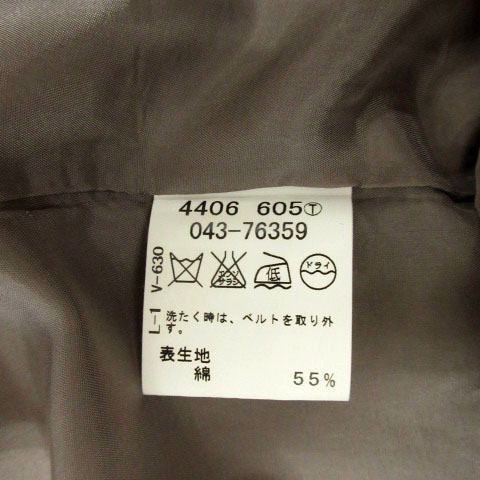 4406 605Ⓣ
043-76359
エンソ サラシ 低 ドライ
洗たく時は、ベルトを取り外
す。
表生地
綿 55%
V-630
L-1